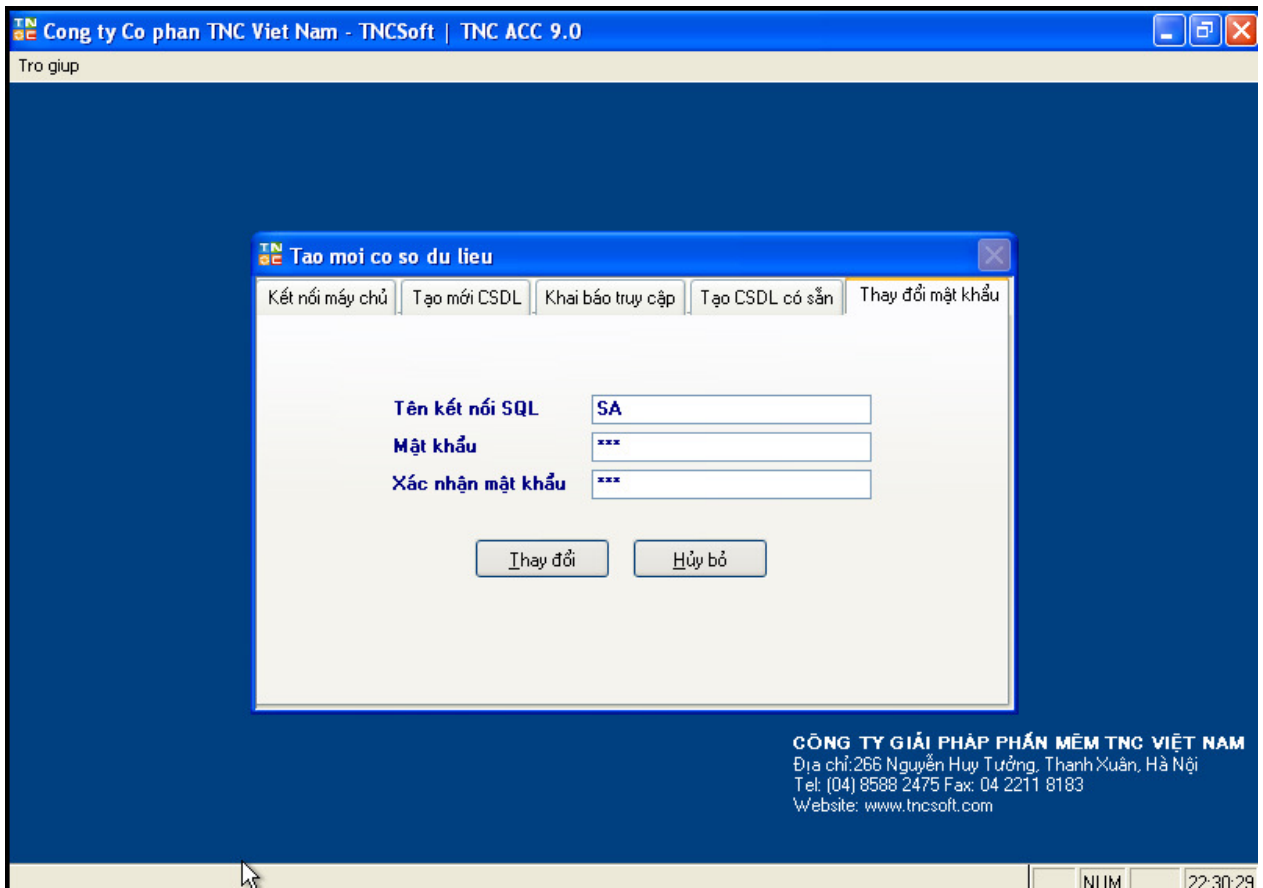 Cong ty Co phan TNC Viet Nam - TNCSoft | TNC ACC 9.0
Tro giup
Tao moi co so du lieu
Kết nối máy chủ Tạo mới CSDL Khai báo truy cập Tạo CSDL có sẵn Thay đổi mật khẩu
Tên kết nối SQL SA
Mật khẩu ***
Xác nhận mật khẩu ***
Thay đổi Hủy bỏ
CÔNG TY GIẢI PHÁP PHẦN MỀM TNC VIỆT NAM
Địa chỉ:266 Nguyễn Huy Tưởng, Thanh Xuân, Hà Nội
Tel: (04) 8588 2475 Fax: 04 2211 8183
Website: www.tncsoft.com
NUM 22:30:29